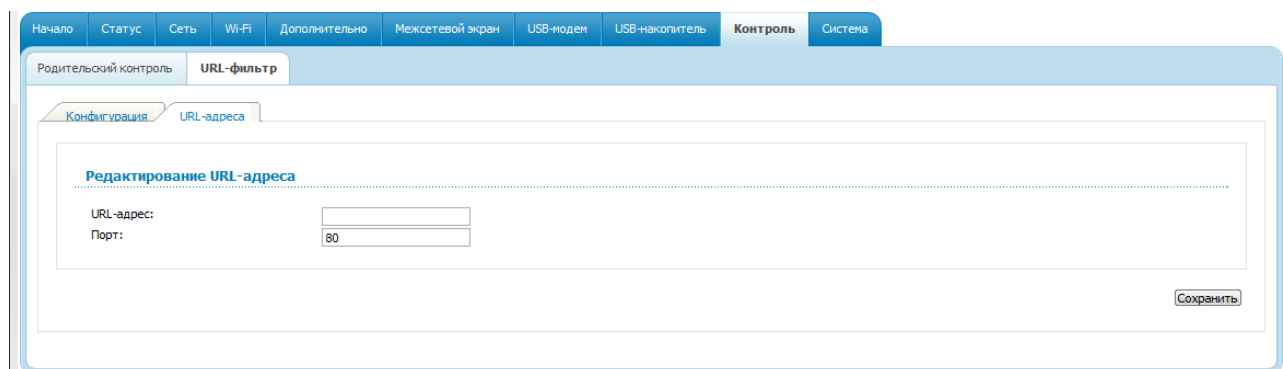 Начало Статус Сеть Wi-Fi Дополнительно Межсетевой экран USB-модем USB-накопитель Контроль Система
Родительский контроль URL-фильтр
Конфигурация URL-адреса
Редактирование URL-адреса
URL-адрес:
Порт: 80
Сохранить